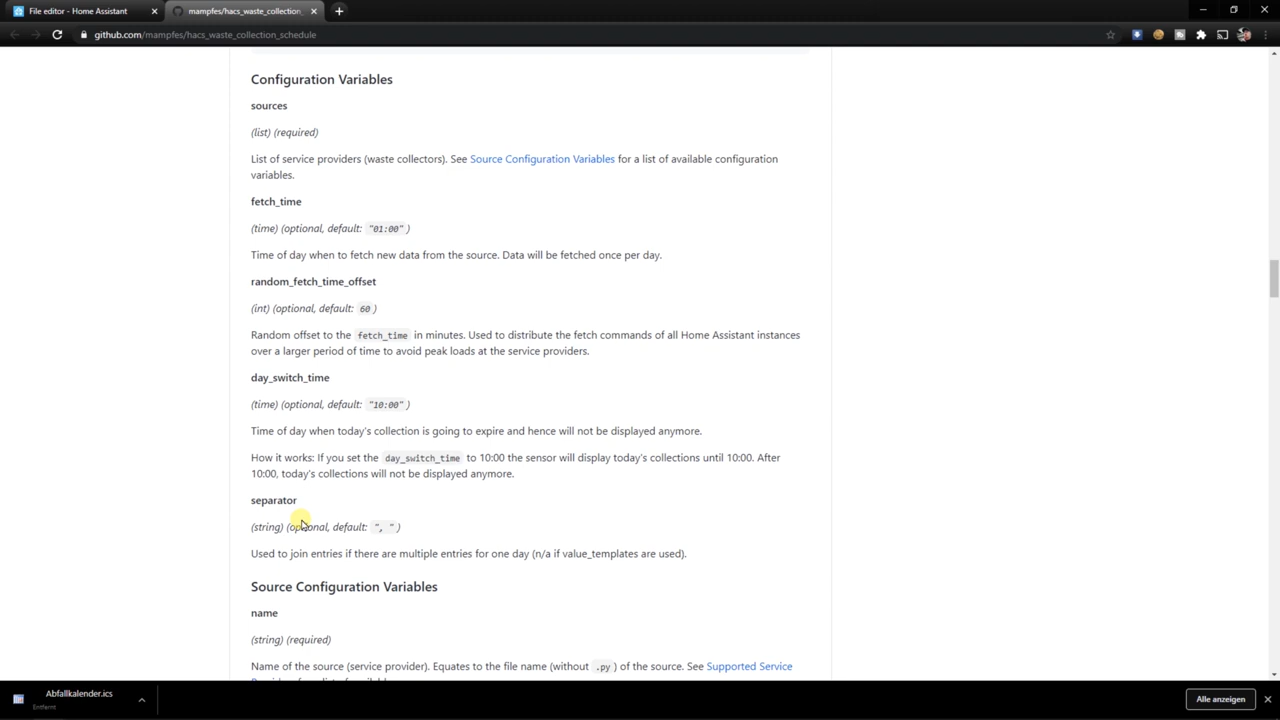 File editor - Home Assistant
mampfes/hacs_waste_collection_
github.com/mampfes/hacs_waste_collection_schedule
Configuration Variables
sources
(list) (required)
List of service providers (waste collectors). See Source Configuration Variables for a list of available configuration
variables.
fetch_time
(time) (optional, default: "01:00" )
Time of day when to fetch new data from the source. Data will be fetched once per day.
random_fetch_time_offset
(int) (optional, default: 60 )
Random offset to the fetch_time in minutes. Used to distribute the fetch commands of all Home Assistant instances
over a larger period of time to avoid peak loads at the service providers.
day_switch_time
(time) (optional, default: "10:00" )
Time of day when today's collection is going to expire and hence will not be displayed anymore.
How it works: If you set the day_switch_time to 10:00 the sensor will display today's collections until 10:00. After
10:00, today's collections will not be displayed anymore.
separator
(string) (optional, default: ", " )
Used to join entries if there are multiple entries for one day (n/a if value_templates are used).
Source Configuration Variables
name
(string) (required)
Name of the source (service provider). Equates to the file name (without .py ) of the source. See Supported Service
Abfallkalender.ics
Entfernt
Alle anzeigen